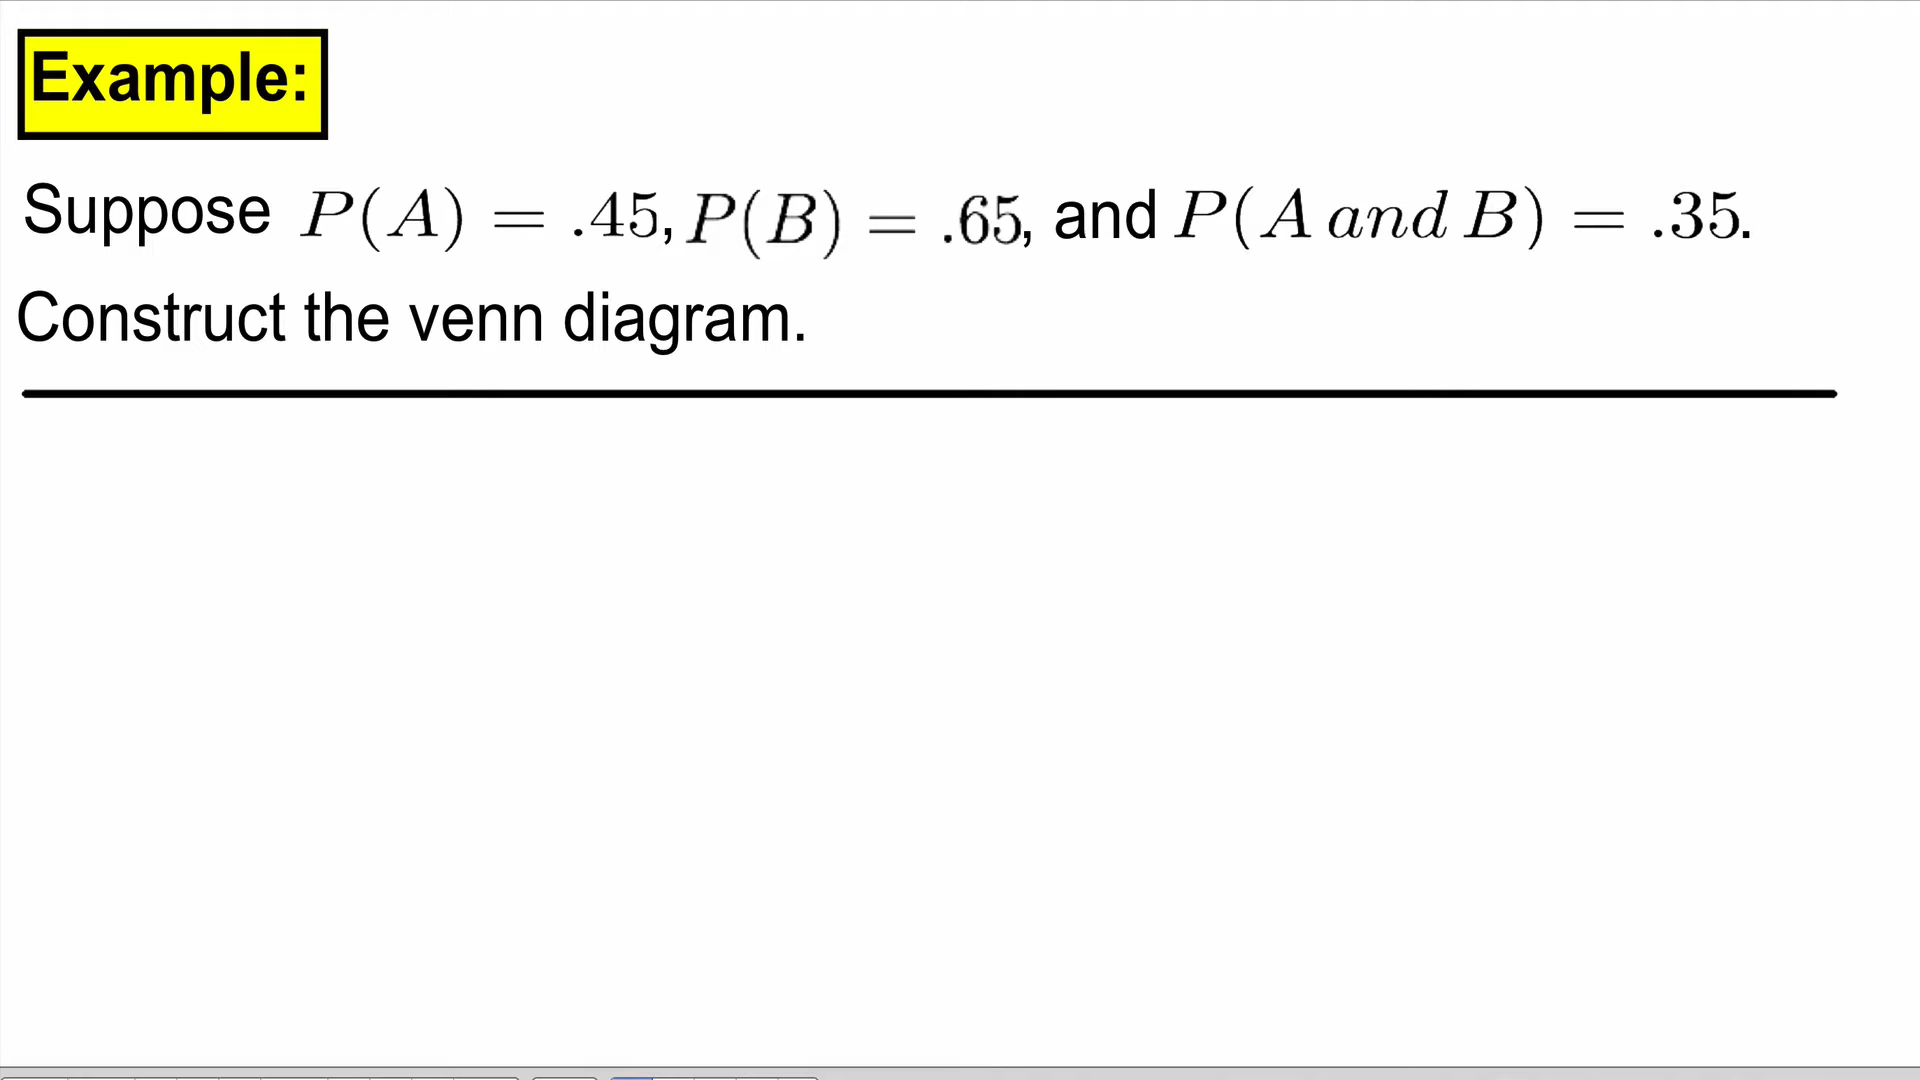 Example:
Suppose P(A) = .45, P(B) = .65, and P(A and B) = .35.
Construct the venn diagram.